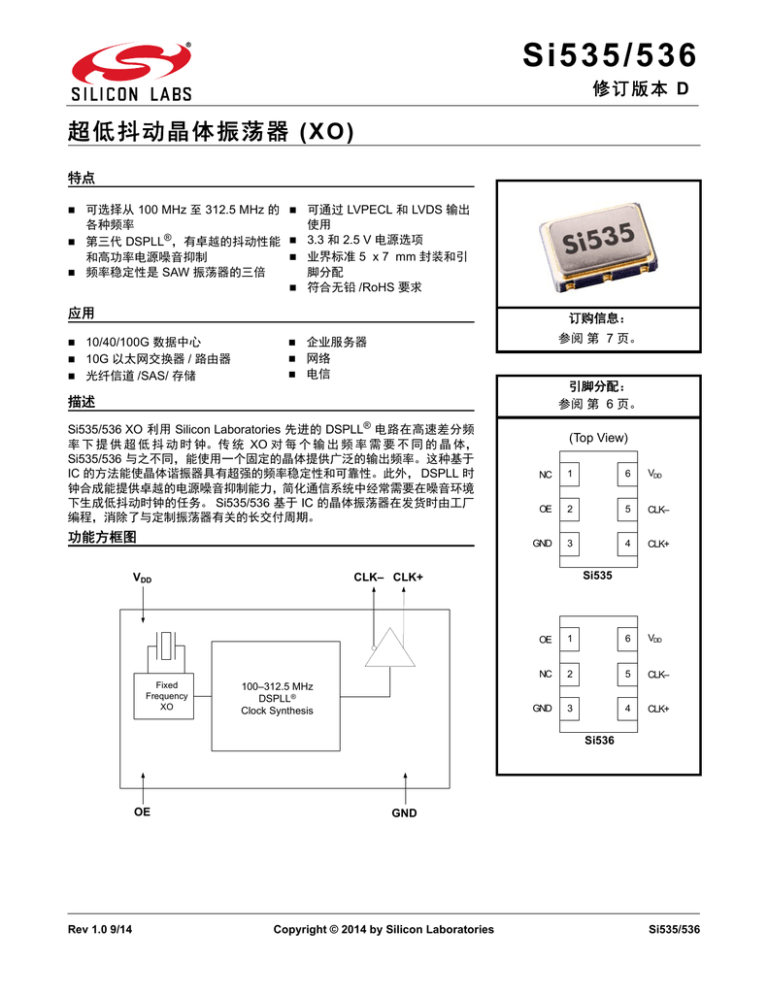 Si535/536
修订版本 D
SILICON LABS
超低抖动晶体振荡器 (XO)
特点
■ 可选择从 100 MHz 至 312.5 MHz 的
各种频率
■ 第三代 DSPLL®，有卓越的抖动性能
和高功率电源噪音抑制
■ 频率稳定性是 SAW 振荡器的三倍
■ 可通过 LVPECL 和 LVDS 输出
使用
■ 3.3 和 2.5 V 电源选项
■ 业界标准 5 x 7 mm 封装和引
脚分配
■ 符合无铅 /RoHS 要求
Si535
应用
■ 10/40/100G 数据中心
■ 10G 以太网交换器 / 路由器
■ 光纤信道 /SAS/ 存储
■ 企业服务器
■ 网络
■ 电信
订购信息：
参阅 第 7 页。
引脚分配：
参阅 第 6 页。
描述
Si535/536 XO 利用 Silicon Laboratories 先进的 DSPLL® 电路在高速差分频
率下提供超低抖动时钟。传统 XO 对每个输出频率需要不同的晶体，
Si535/536 与之不同，能使用一个固定的晶体提供广泛的输出频率。这种基于
IC 的方法能使晶体谐振器具有超强的频率稳定性和可靠性。此外， DSPLL 时
钟合成能提供卓越的电源噪音抑制能力，简化通信系统中经常需要在噪音环境
下生成低抖动时钟的任务。 Si535/536 基于 IC 的晶体振荡器在发货时由工厂
编程，消除了与定制振荡器有关的长交付周期。
功能方框图
VDD
CLK– CLK+
Fixed
Frequency
XO
100–312.5 MHz
DSPLL®
Clock Synthesis
OE
GND
(Top View)
NC 1 6 VDD
OE 2 5 CLK–
GND 3 4 CLK+
Si535
OE 1 6 VDD
NC 2 5 CLK–
GND 3 4 CLK+
Si536
Rev 1.0 9/14 Copyright © 2014 by Silicon Laboratories Si535/536